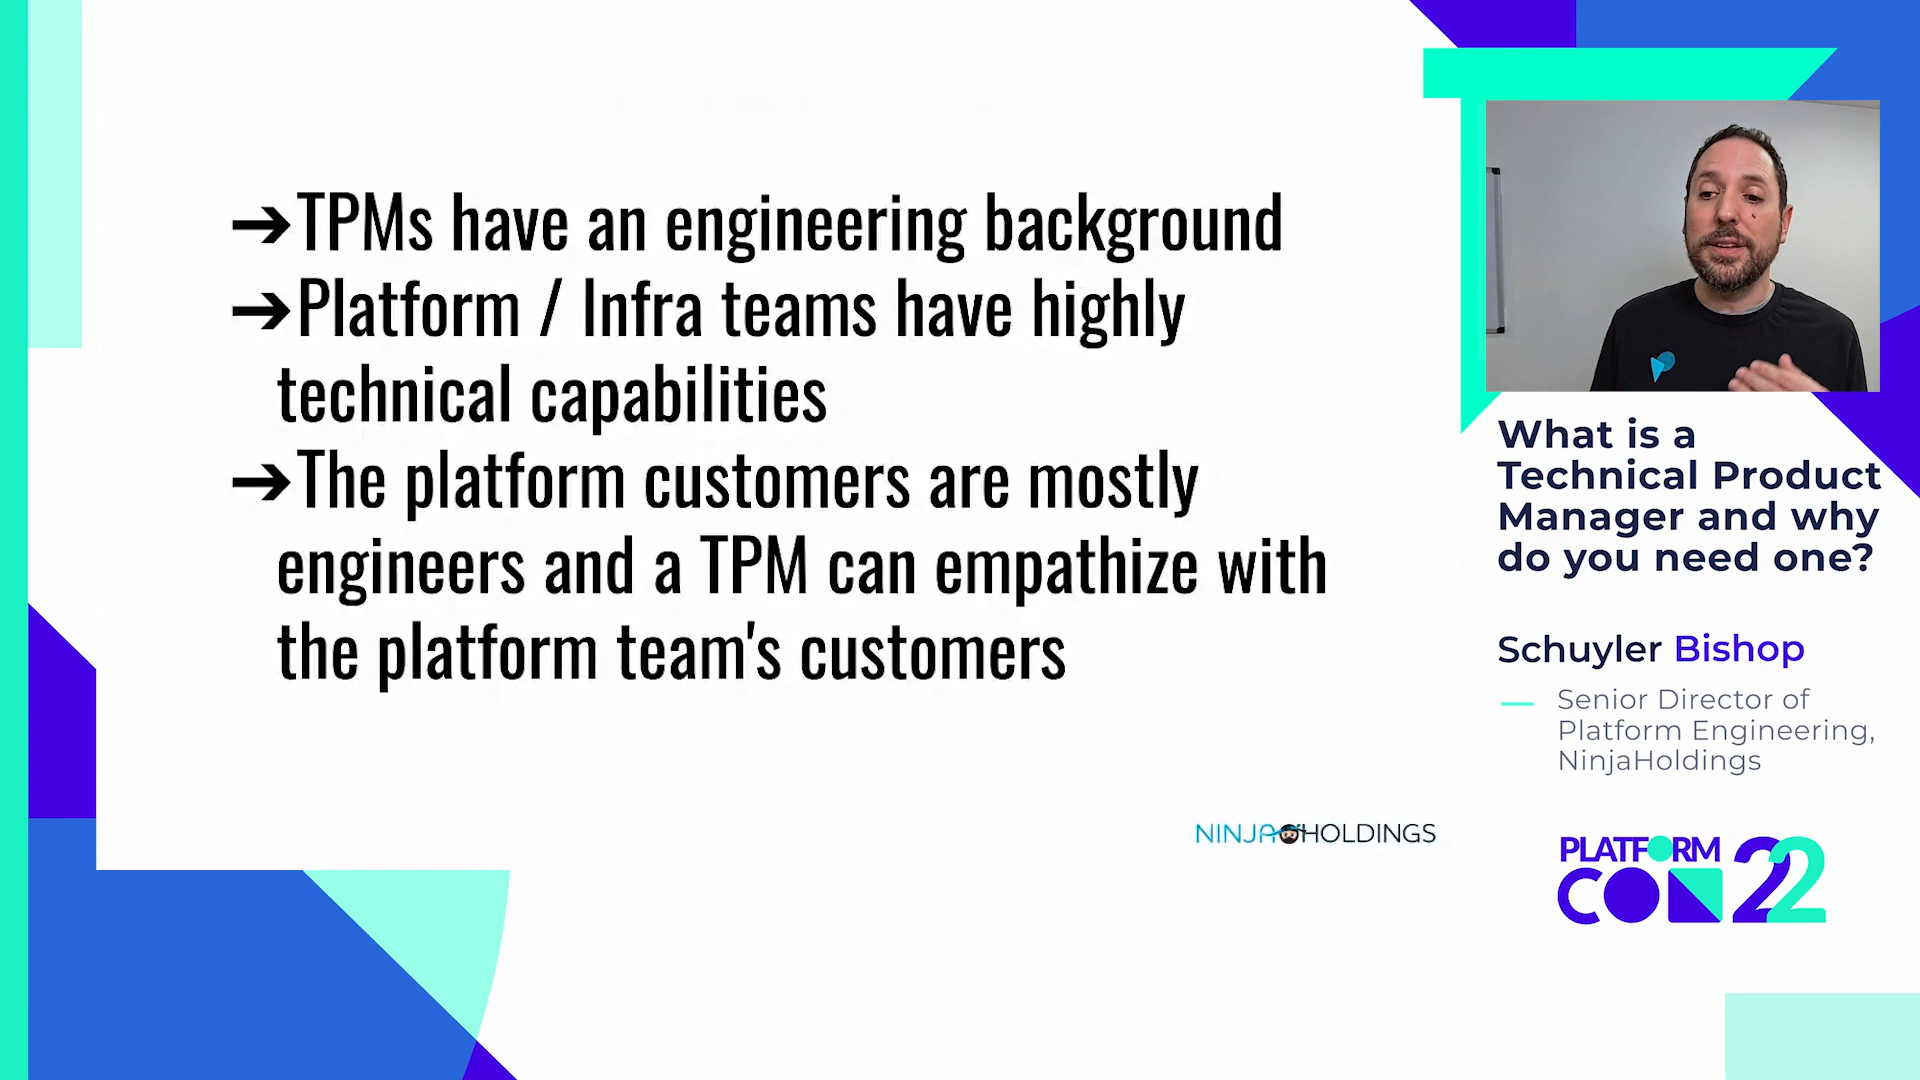 ➔TPMs have an engineering background
➔Platform / Infra teams have highly
technical capabilities
➔The platform customers are mostly
engineers and a TPM can empathize with
the platform team's customers
NINJA HOLDINGS
What is a
Technical Product
Manager and why
do you need one?
Schuyler Bishop
— Senior Director of
Platform Engineering,
NinjaHoldings
PLATFORM
CON 22